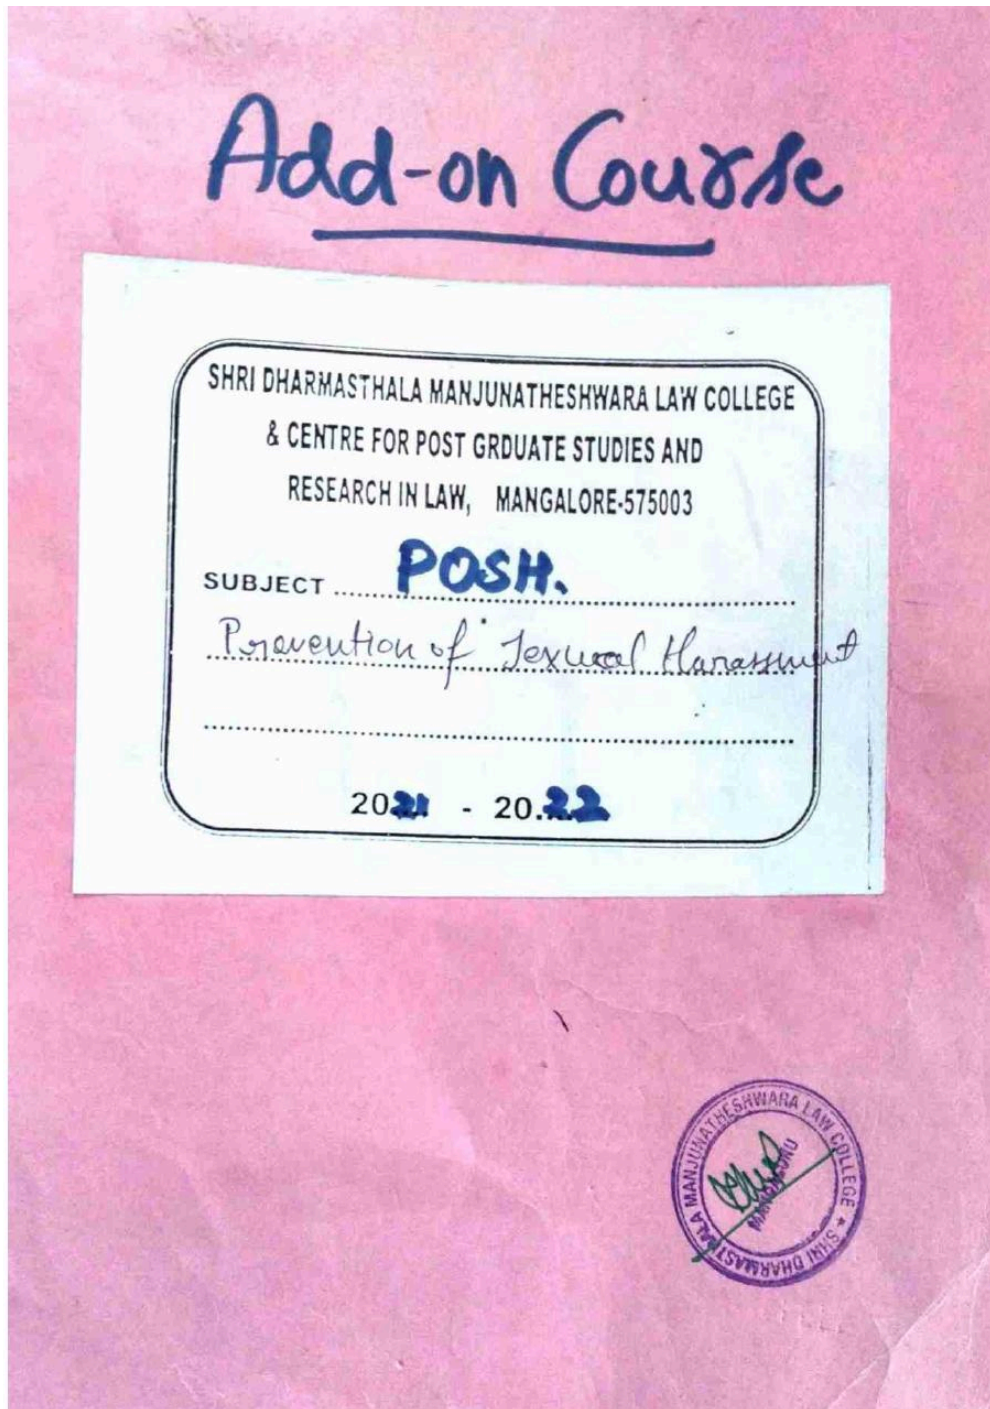 Add-on Course
SHRI DHARMASTHALA MANJUNATHESHWARA LAW COLLEGE
& CENTRE FOR POST GRDUATE STUDIES AND
RESEARCH IN LAW, MANGALORE-575003
SUBJECT ..... POSH.
Prevention of Sexual Harassment
2021 - 20.22
SHRI DHARMASTHALA MANJUNATHESHWARA LAW COLLEGE ★
MANGALURU